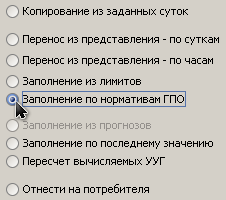 Копирование из заданных суток
Перенос из представления - по суткам
Перенос из представления - по часам
Заполнение из лимитов
Заполнение по нормативам ГПО
Заполнение из прогнозов
Заполнение по последнему значению
Пересчет вычисляемых УУГ
Отнести на потребителя